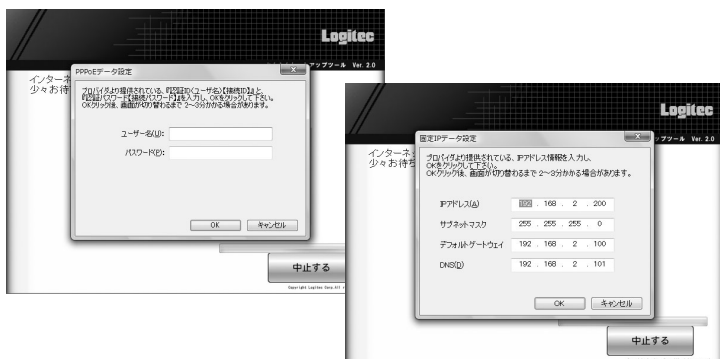 Logitec
アップツール Ver. 2.0
インターネ
少々お待
PPPoEデータ設定
プロバイダより提供されている、『認証ID(ユーザ名)【接続ID】』と、
『認証パスワード【接続パスワード】』を入力し、OKをクリックして下さい。
OKクリック後、画面が切り替わるまで 2~3分かかる場合があります。
ユーザー名(U):
パスワード(P):
OK
キャンセル
中止する
Logitec
ップツール Ver. 2.0
インターネッ
少々お待ち
固定IPデータ設定
プロバイダより提供されている、IPアドレス情報を入力し、
OKをクリックして下さい。
OKクリック後、画面が切り替わるまで 2~3分かかる場合があります。
IPアドレス(A) 192 . 168 . 2 . 200
サブネットマスク 255 . 255 . 255 . 0
デフォルトゲートウェイ 192 . 168 . 2 . 100
DNS(D) 192 . 168 . 2 . 101
OK
キャンセル
中止する